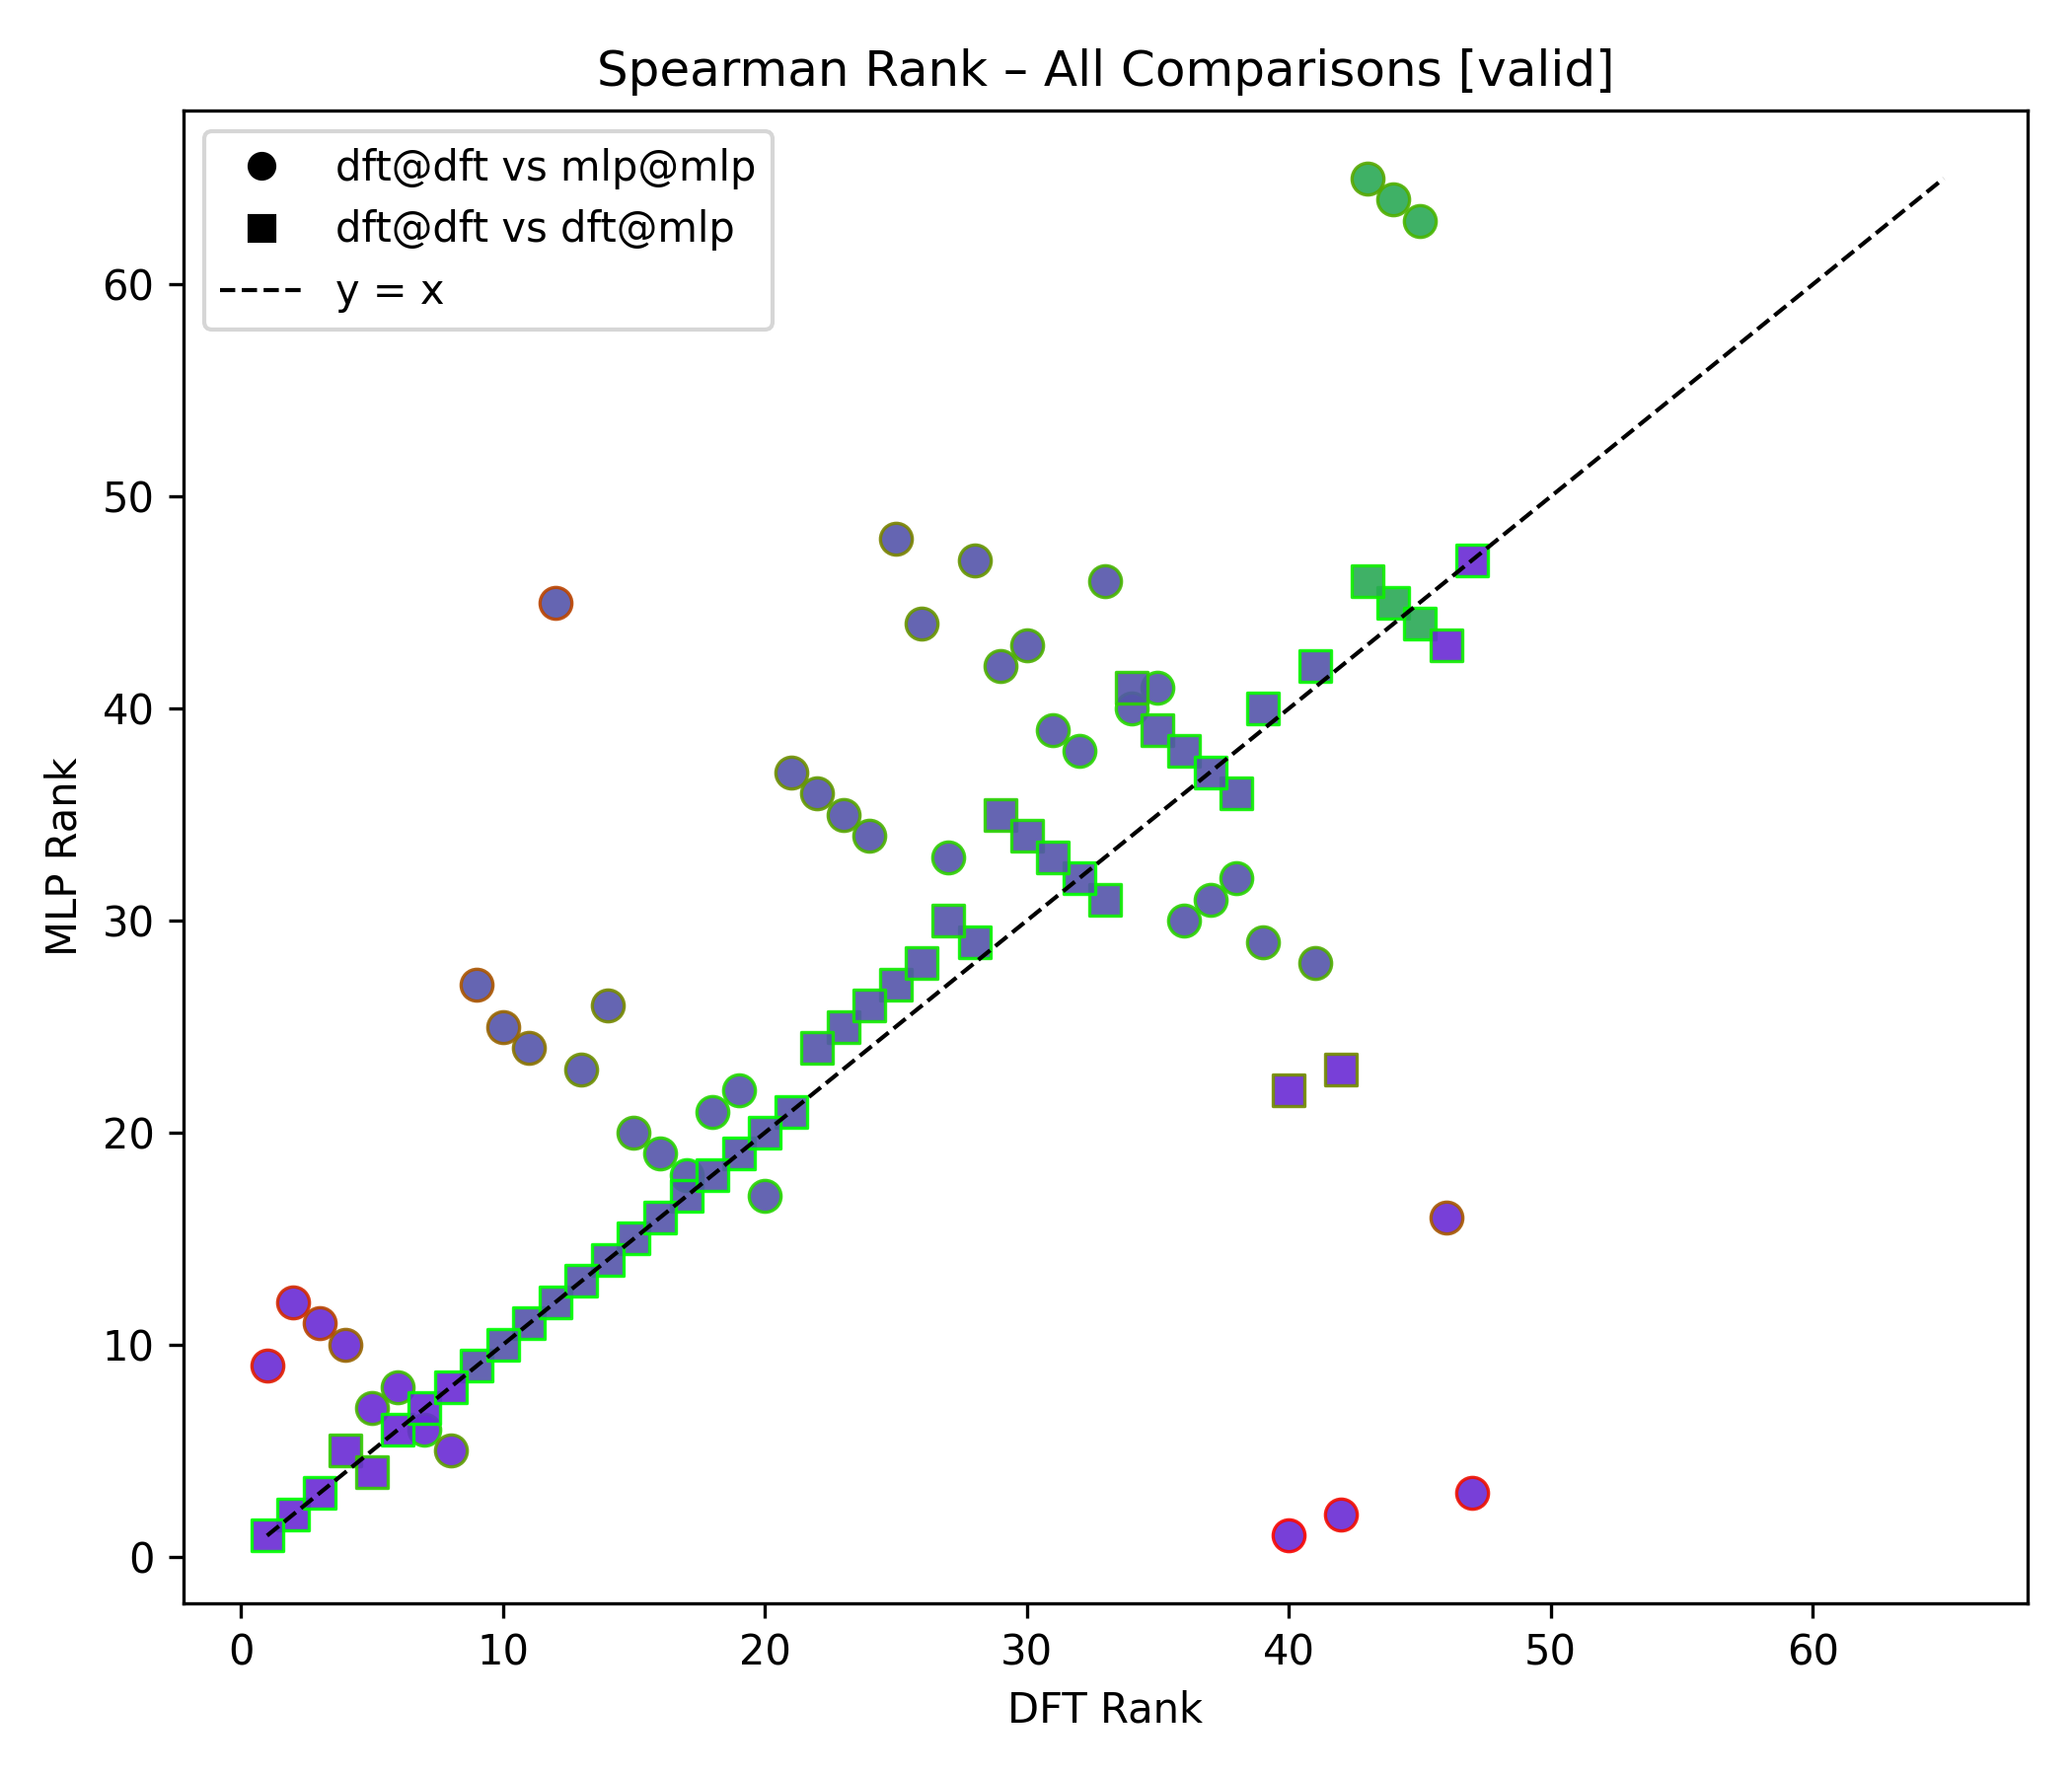 Spearman Rank – All Comparisons [valid]
dft@dft vs mlp@mlp
dft@dft vs dft@mlp
y = x
MLP Rank
60
50
40
30
20
10
0
0 10 20 30 40 50 60
DFT Rank